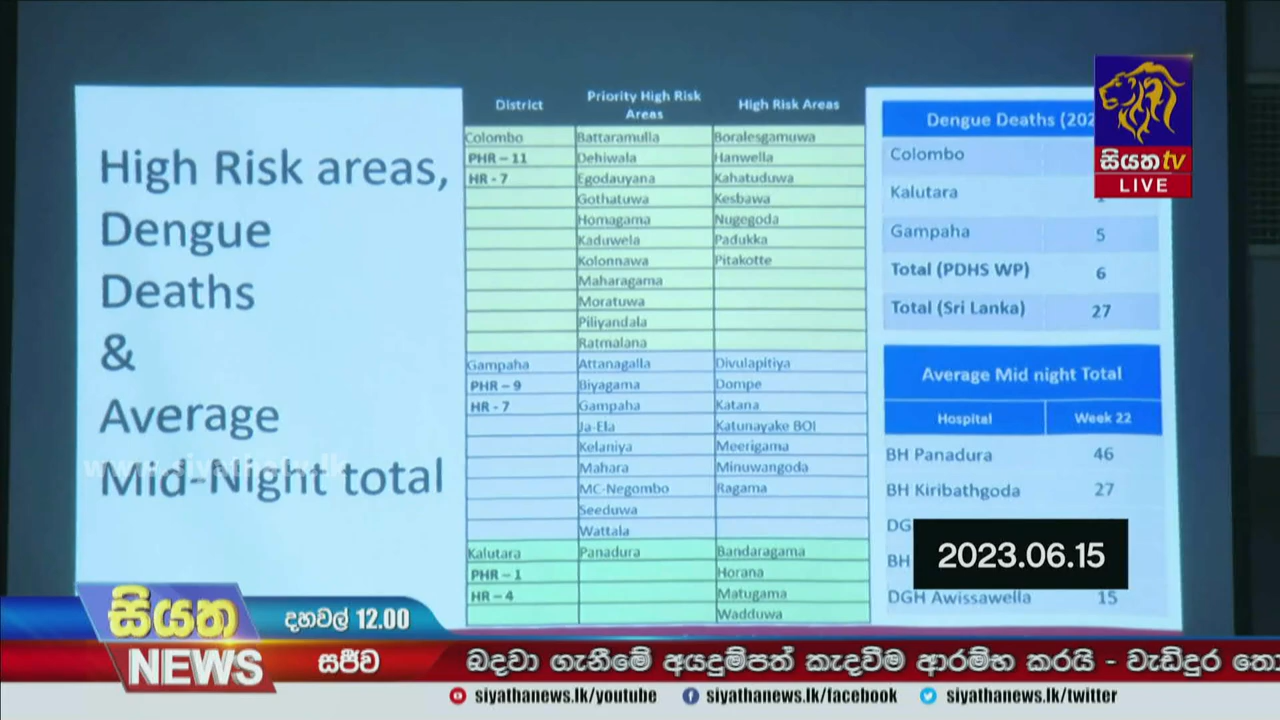 High Risk areas,
Dengue
Deaths
&
Average
Mid-Night total
District Priority High Risk Areas High Risk Areas
Colombo Battaramulla Boralesgamuwa
PHR – 11 Dehiwala Hanwella
HR - 7 Egodauyana Kahatuduwa
Gothatuwa Kesbawa
Homagama Nugegoda
Kaduwela Padukka
Kolonnawa Pitakotte
Maharagama
Moratuwa
Piliyandala
Ratmalana
Gampaha Attanagalla Divulapitiya
PHR – 9 Biyagama Dompe
HR - 7 Gampaha Katana
Ja-Ela Katunayake BOI
Kelaniya Meerigama
Mahara Minuwangoda
MC-Negombo Ragama
Seeduwa
Wattala
Kalutara Panadura Bandaragama
PHR – 1 Horana
HR – 4 Matugama
Wadduwa
Dengue Deaths (202
Colombo
Kalutara
Gampaha 5
Total (PDHS WP) 6
Total (Sri Lanka) 27
Average Mid night Total
Hospital Week 22
BH Panadura 46
BH Kiribathgoda 27
DG
BH
DGH Awissawella 15
සියත tv
LIVE
2023.06.15
සියත
NEWS
දහවල් 12.00
සජීව
බදවා ගැනීමේ අයදුම්පත් කැදවීම ආරම්භ කරයි - වැඩිදුර තො
siyathanews.lk/youtube siyathanews.lk/facebook siyathanews.lk/twitter